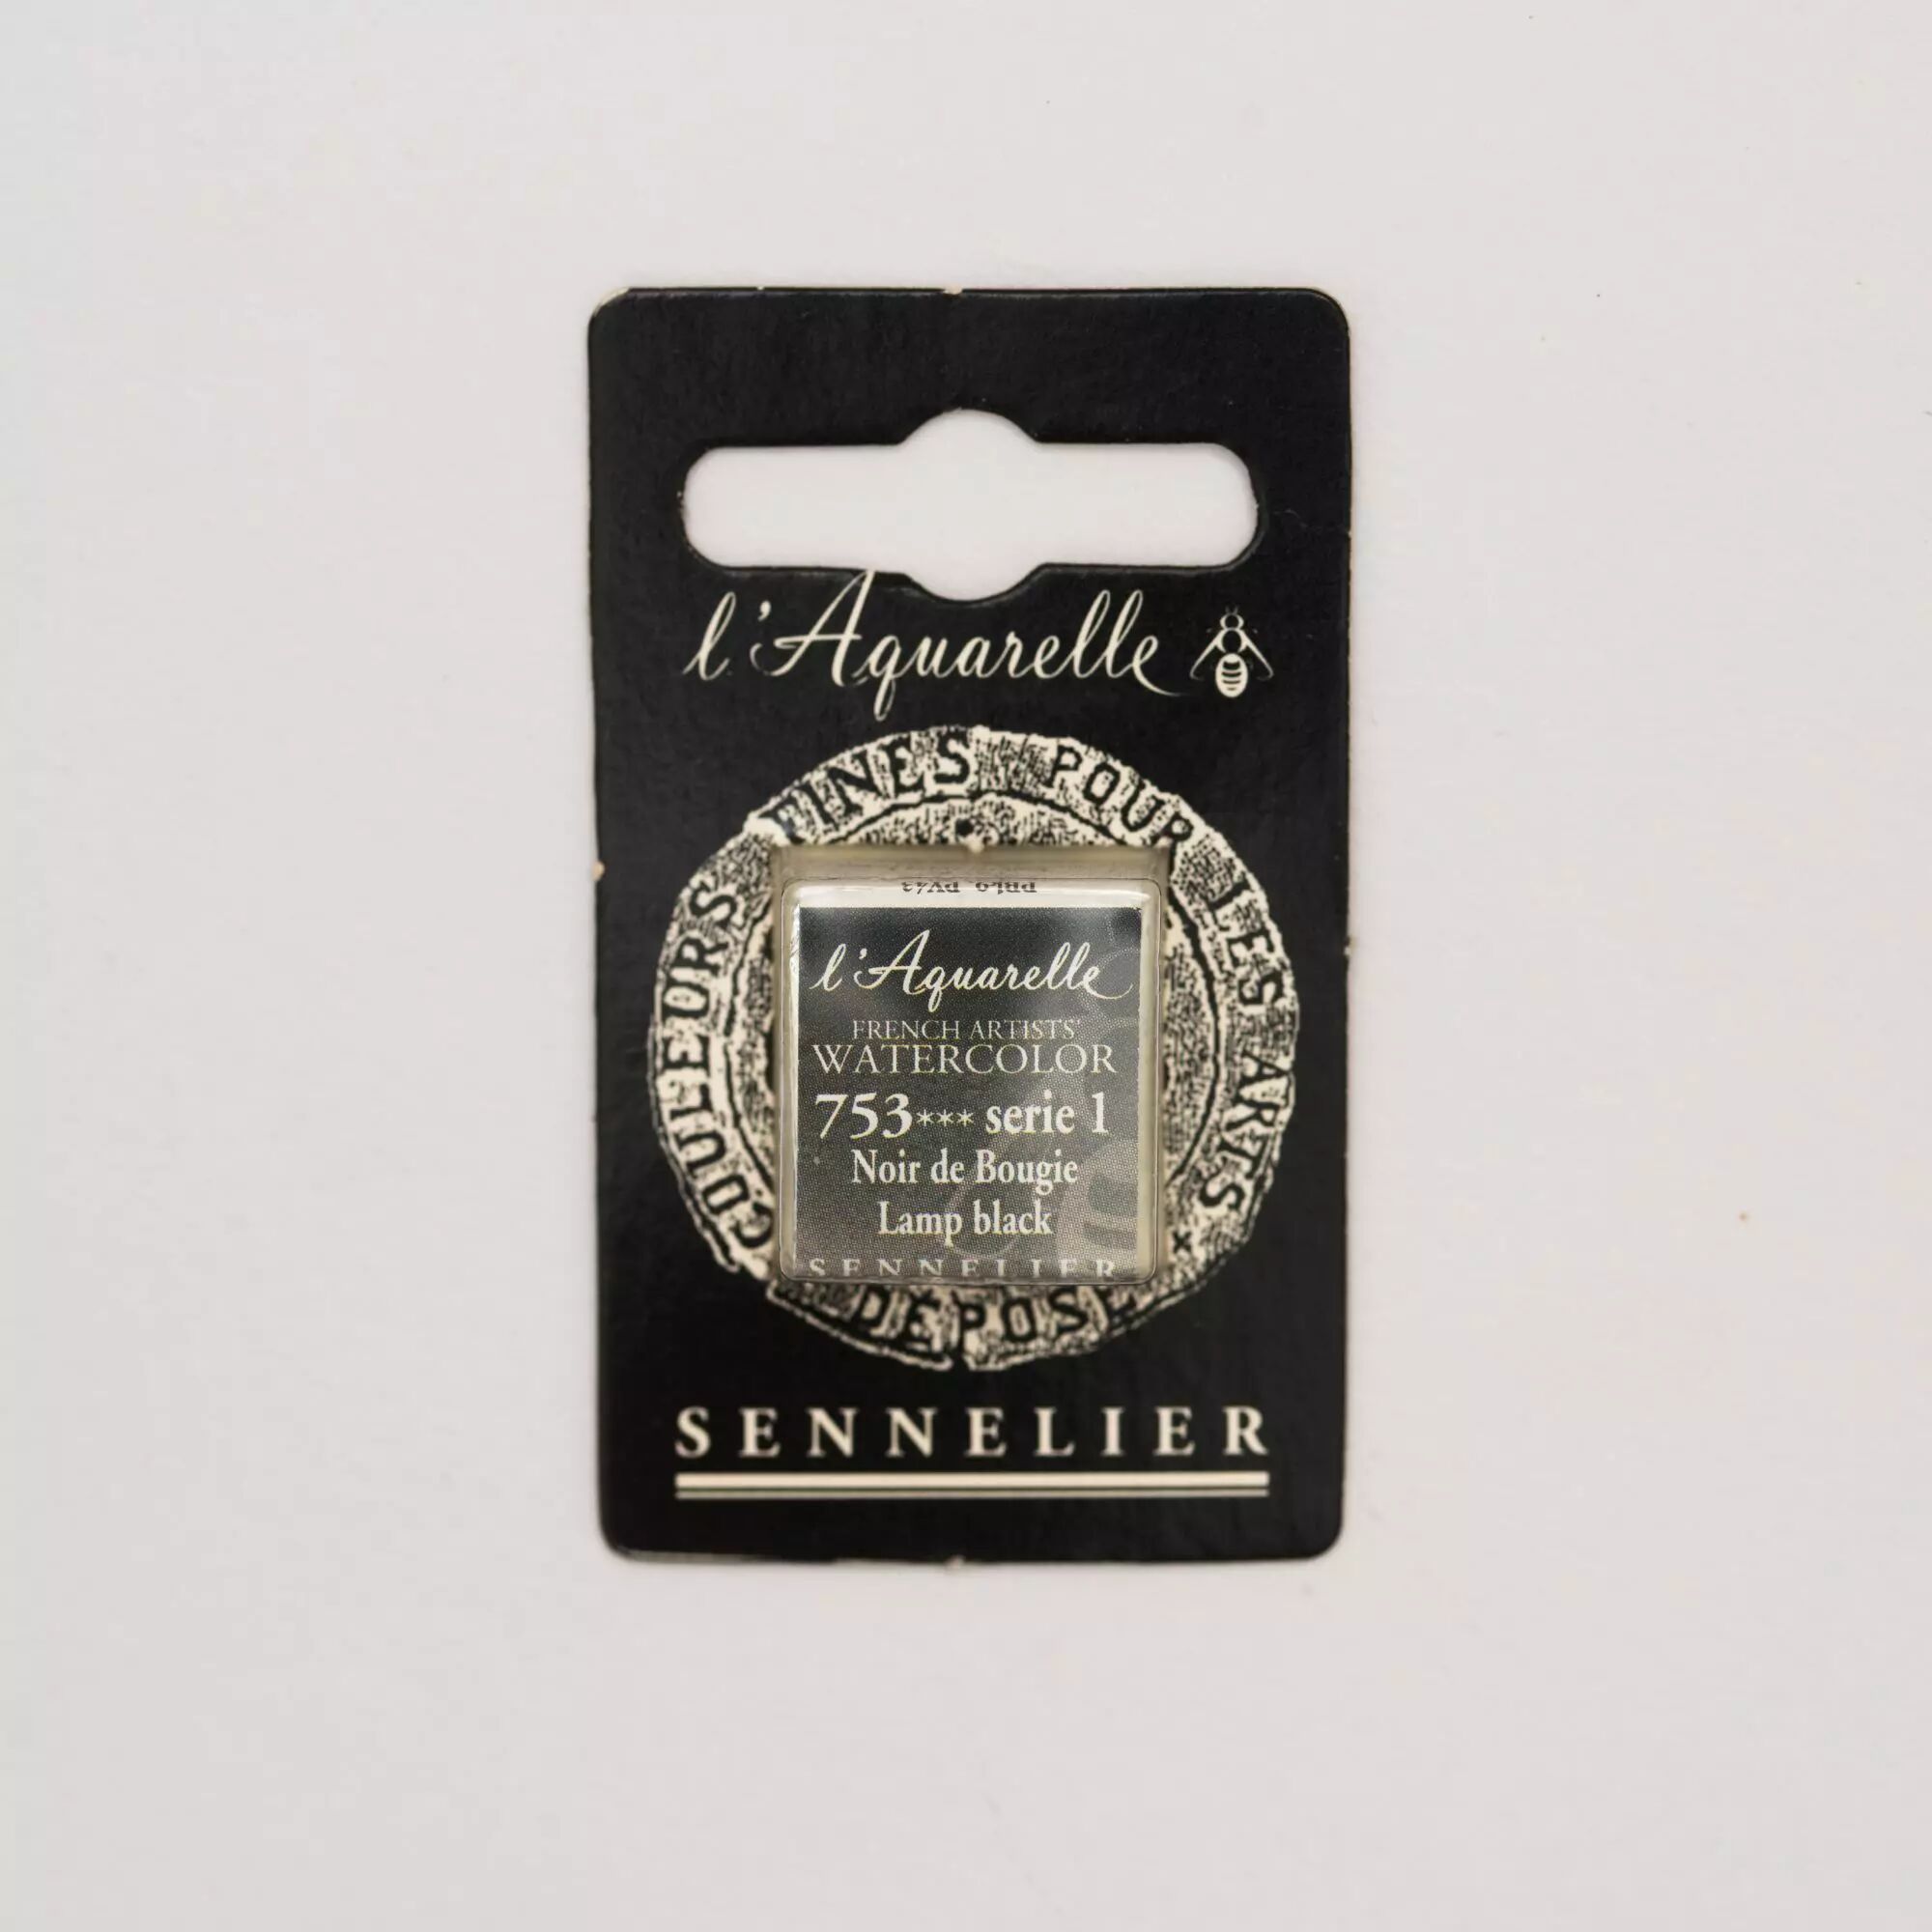 l'Aquarelle
COULEURS FINES POUR LES ARTS
l'Aquarelle
FRENCH ARTISTS'
WATERCOLOR
753*** serie 1
Noir de Bougie
Lamp black
SENNELIER
DÉPOSÉ
SENNELIER